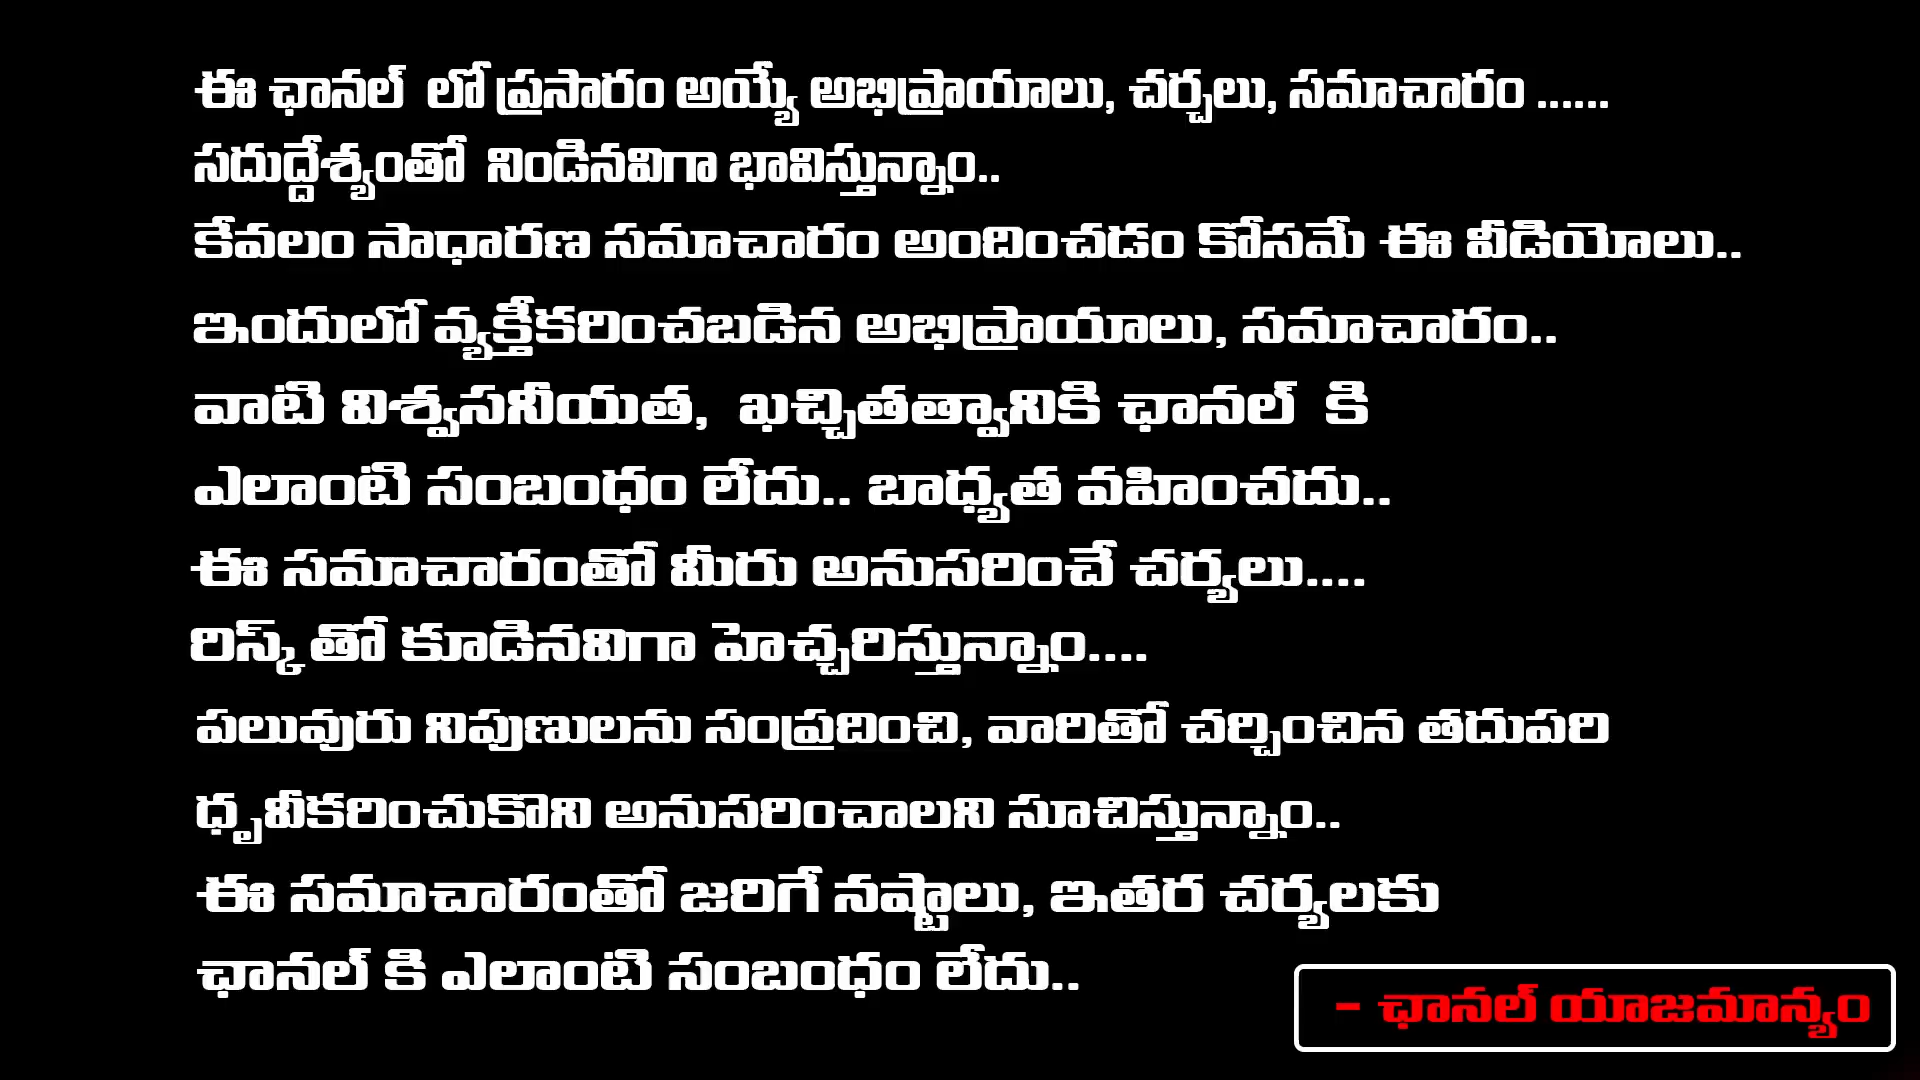 ఈ ఛానల్ లో ప్రసారం అయ్యే అభిప్రాయాలు, చర్చలు, సమాచారం ......
సదుద్దేశ్యంతో నిండినవిగా భావిస్తున్నాం..
కేవలం సాధారణ సమాచారం అందించడం కోసమే ఈ వీడియోలు..
ఇందులో వ్యక్తీకరించబడిన అభిప్రాయాలు, సమాచారం..
వాటి విశ్వసనీయత, ఖచ్చితత్వానికి ఛానల్ కి
ఎలాంటి సంబంధం లేదు.. బాధ్యత వహించదు..
ఈ సమాచారంతో మీరు అనుసరించే చర్యలు....
రిస్క్ తో కూడినవిగా హెచ్చరిస్తున్నాం....
పలువురు నిపుణులను సంప్రదించి, వారితో చర్చించిన తదుపరి
ధృవీకరించుకొని అనుసరించాలని సూచిస్తున్నాం..
ఈ సమాచారంతో జరిగే నష్టాలు, ఇతర చర్యలకు
ఛానల్ కి ఎలాంటి సంబంధం లేదు..
- ఛానల్ యాజమాన్యం